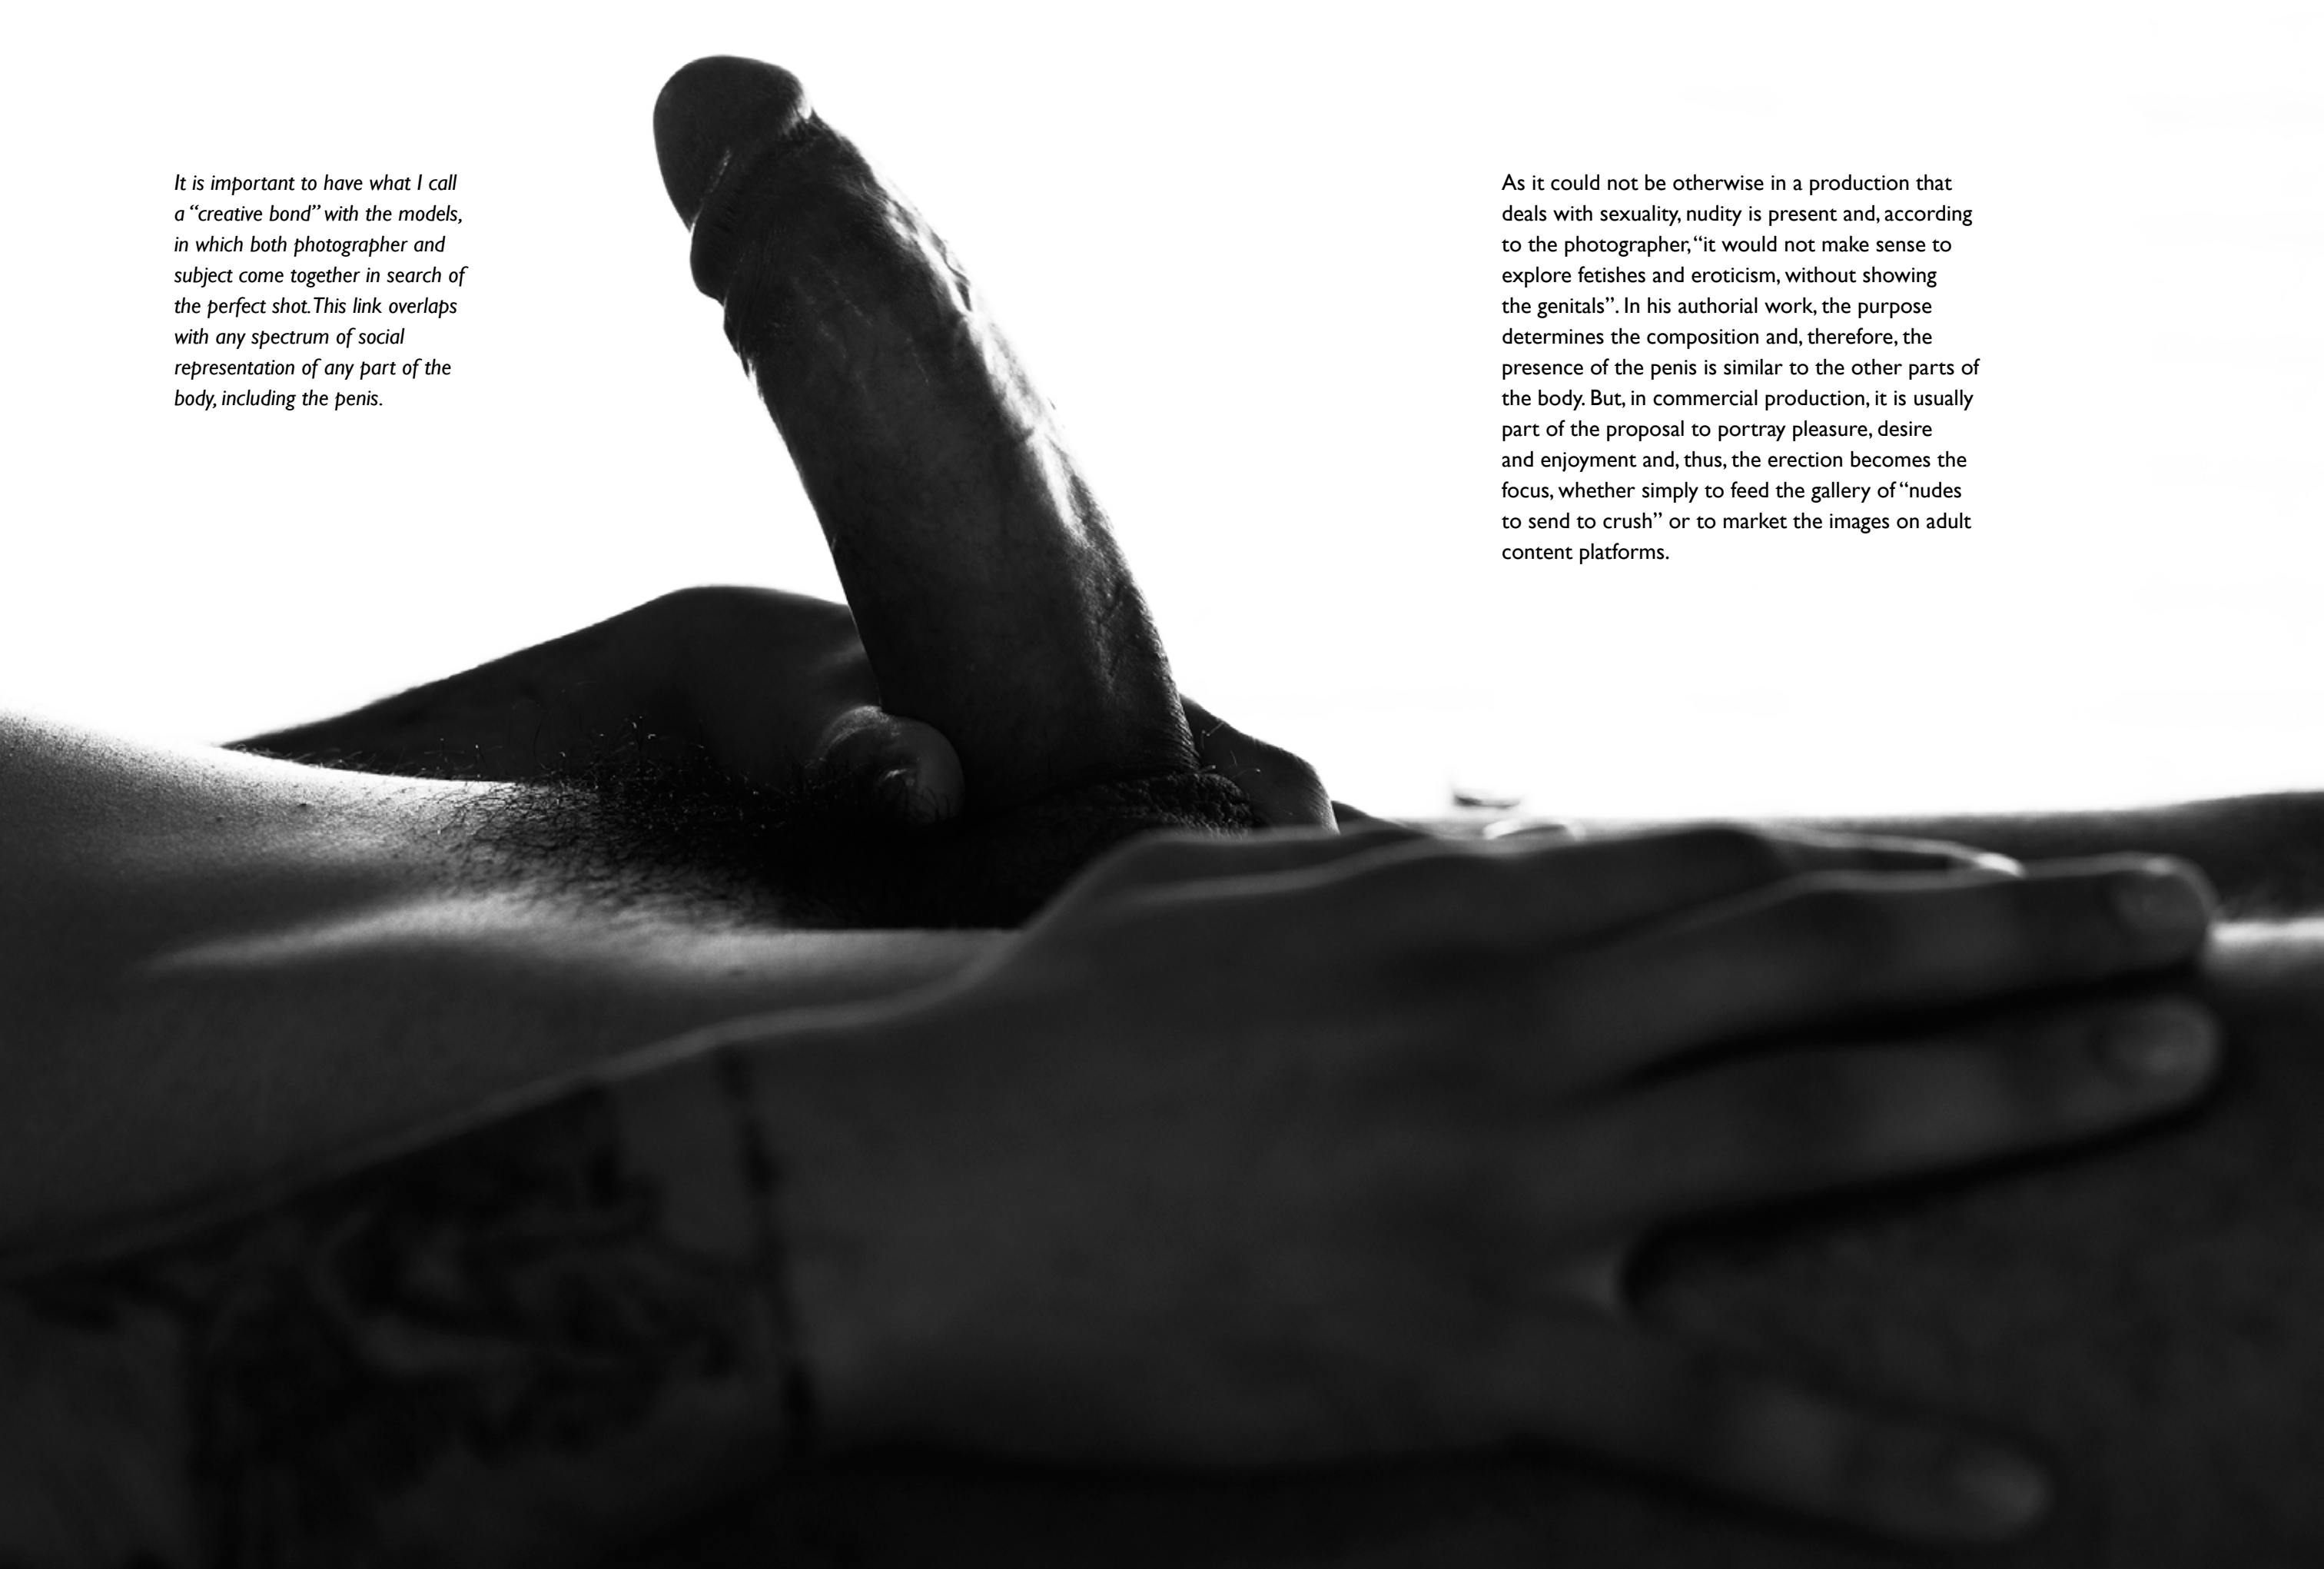 It is important to have what I call
a “creative bond” with the models,
in which both photographer and
subject come together in search of
the perfect shot. This link overlaps
with any spectrum of social
representation of any part of the
body, including the penis.
As it could not be otherwise in a production that
deals with sexuality, nudity is present and, according
to the photographer, “it would not make sense to
explore fetishes and eroticism, without showing
the genitals”. In his authorial work, the purpose
determines the composition and, therefore, the
presence of the penis is similar to the other parts of
the body. But, in commercial production, it is usually
part of the proposal to portray pleasure, desire
and enjoyment and, thus, the erection becomes the
focus, whether simply to feed the gallery of “nudes
to send to crush” or to market the images on adult
content platforms.